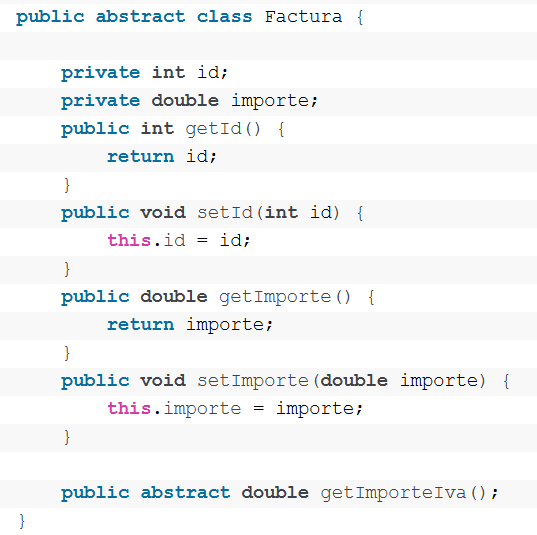 public abstract class Factura {
    private int id;
    private double importe;
    public int getId() {
        return id;
    }
    public void setId(int id) {
        this.id = id;
    }
    public double getImporte() {
        return importe;
    }
    public void setImporte(double importe) {
        this.importe = importe;
    }
    public abstract double getImporteIva();
}